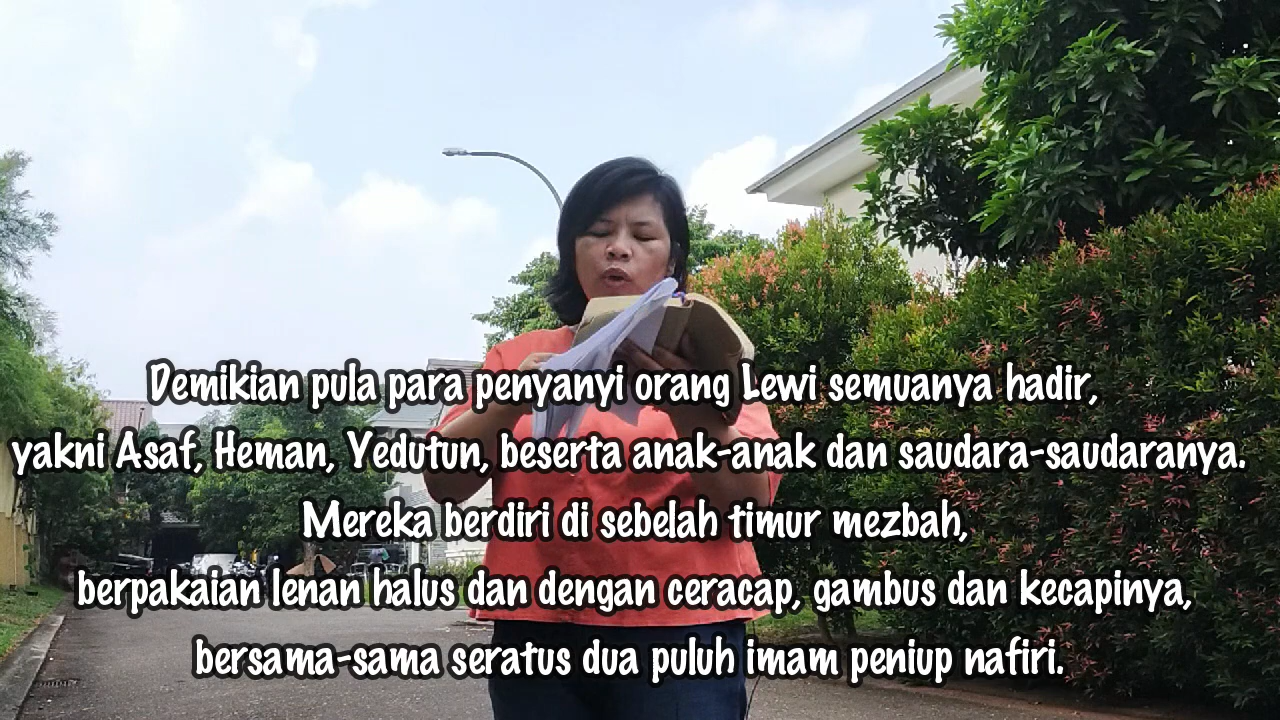 Demikian pula para penyanyi orang Lewi semuanya hadir,
yakni Asaf, Heman, Yedutun, beserta anak-anak dan saudara-saudaranya.
Mereka berdiri di sebelah timur mezbah,
berpakaian lenan halus dan dengan ceracap, gambus dan kecapinya,
bersama-sama seratus dua puluh imam peniup nafiri.